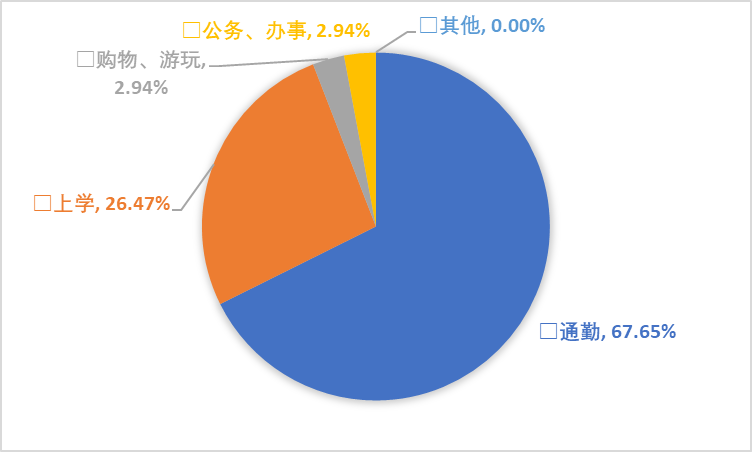 □公务、办事, 2.94%
□其他, 0.00%
□购物、游玩,
2.94%
□上学, 26.47%
□通勤, 67.65%